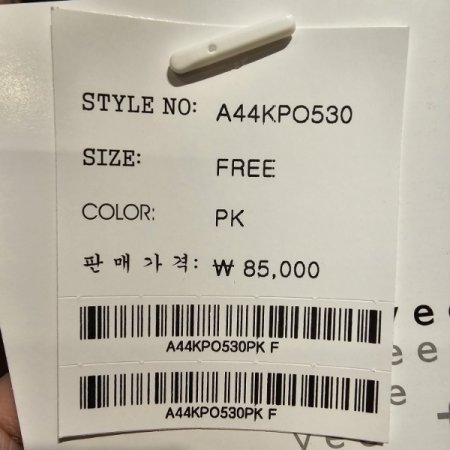 STYLE NO: A44KPO530
SIZE: FREE
COLOR: PK
판매가격: ₩ 85,000
A44KPO530PK F
A44KPO530PK F